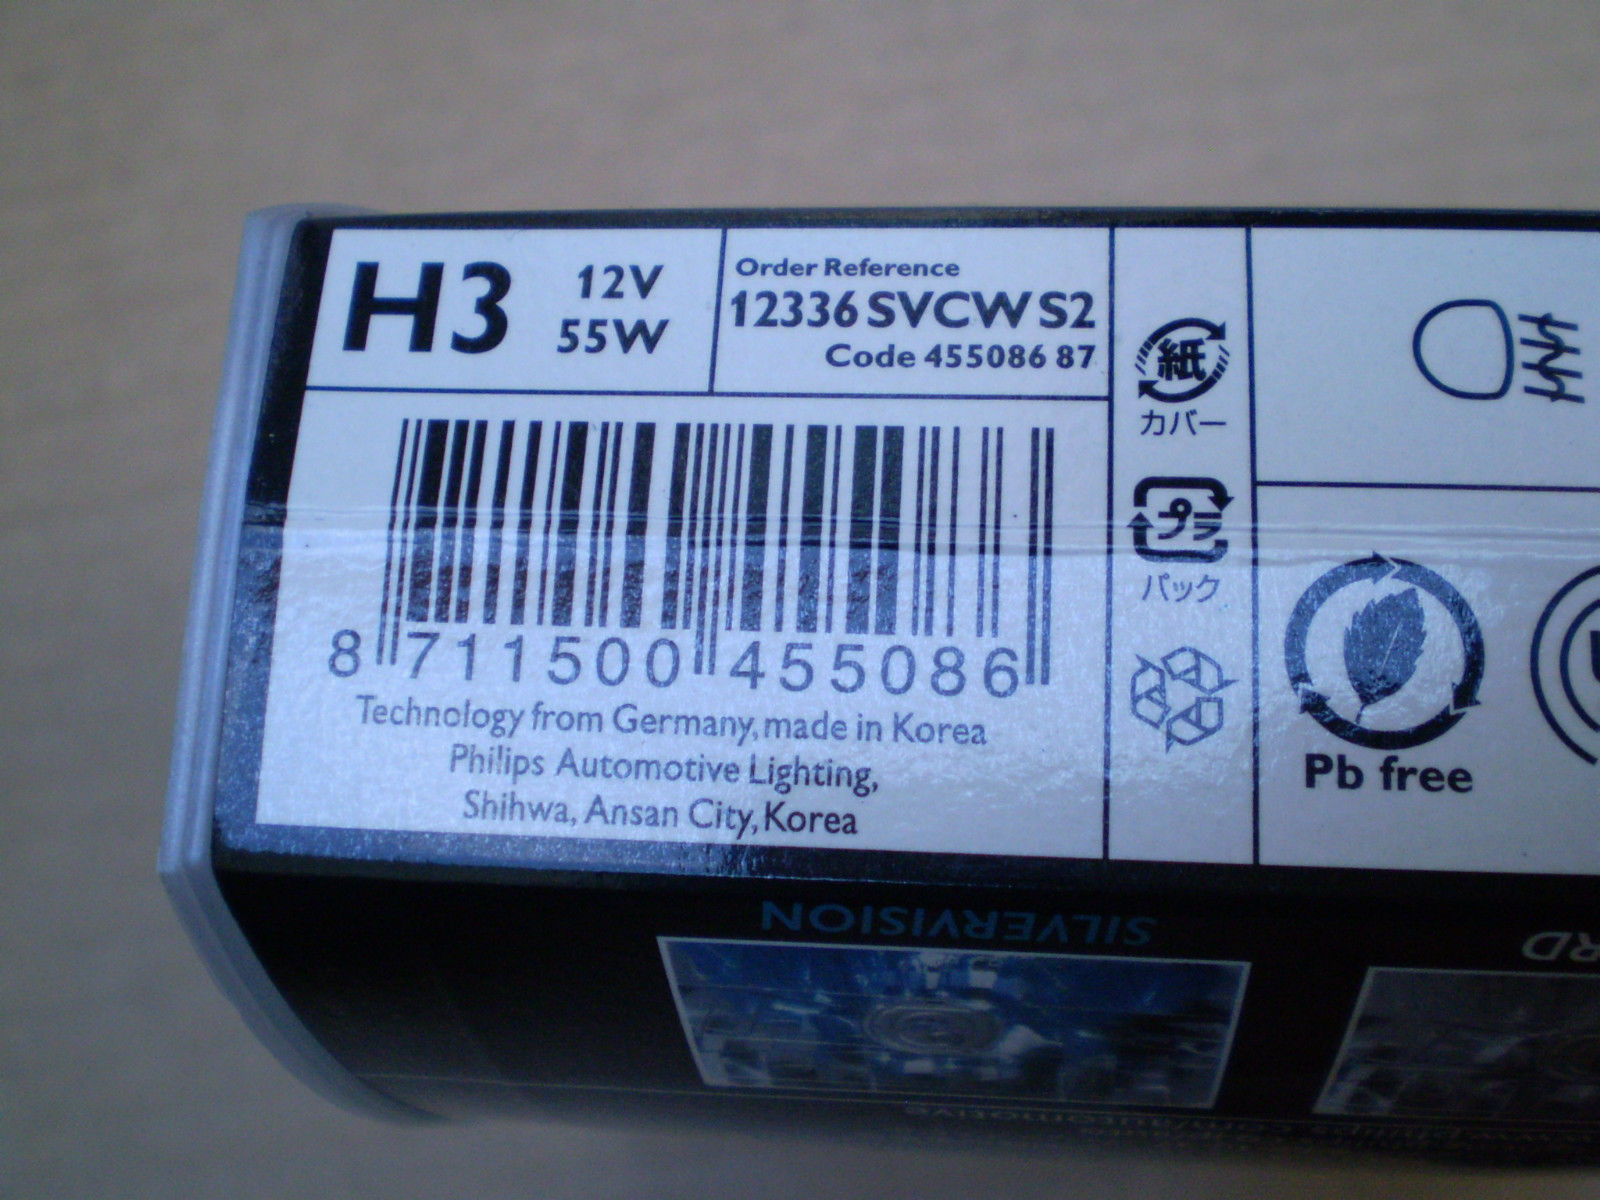 H3
12V
55W
Order Reference
12336 SVCW S2
Code 455086 87
紙
カバー
プラ
パック
8 711500 455086
Technology from Germany, made in Korea
Philips Automotive Lighting,
Shihwa, Ansan City, Korea
Pb free
SILVERVISION
RD